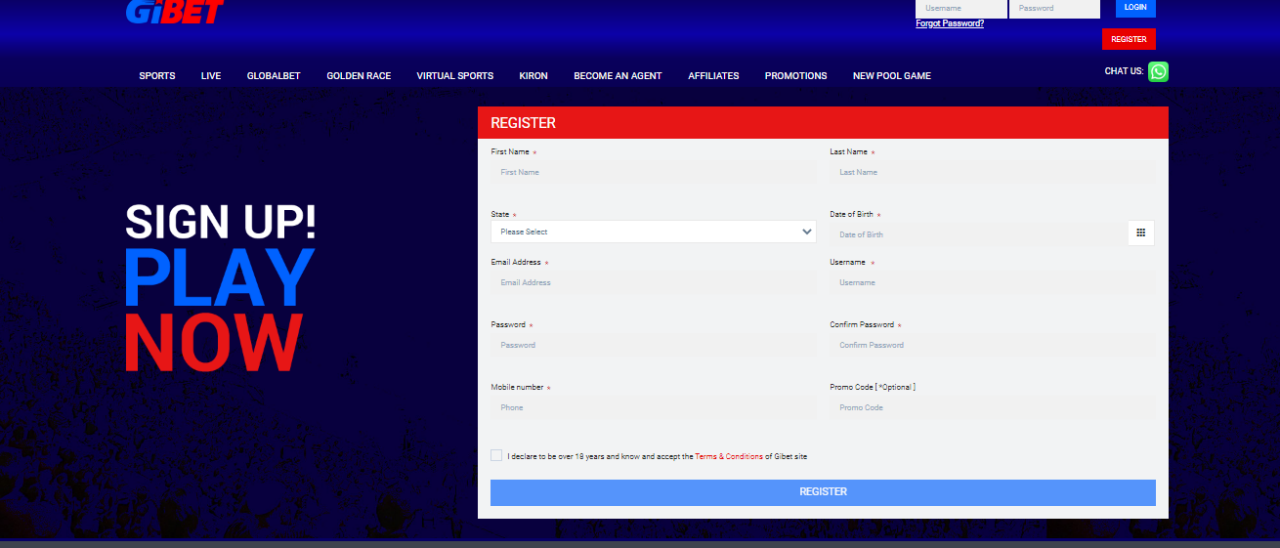 GiBET
Username Password LOGIN
Forgot Password?
REGISTER
SPORTS LIVE GLOBALBET GOLDEN RACE VIRTUAL SPORTS KIRON BECOME AN AGENT AFFILIATES PROMOTIONS NEW POOL GAME CHAT US:
REGISTER
First Name * Last Name *
First Name Last Name
SIGN UP!
PLAY
NOW
State * Date of Birth *
Please Select Date of Birth
Email Address * Username *
Email Address Username
Password * Confirm Password *
Password Confirm Password
Mobile number * Promo Code [ *Optional ]
Phone Promo Code
I declare to be over 18 years and know and accept the Terms & Conditions of Gibet site
REGISTER